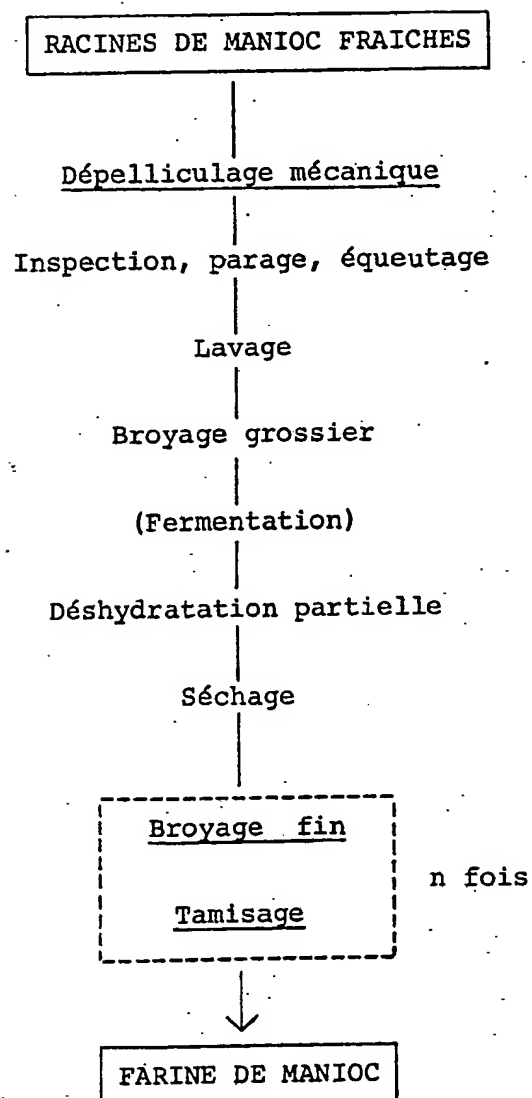 RACINES DE MANIOC FRAICHES
Dépelliculage mécanique
Inspection, parage, équeutage
Lavage
Broyage grossier
(Fermentation)
Déshydratation partielle
Séchage
Broyage fin
n fois
Tamisage
FARINE DE MANIOC